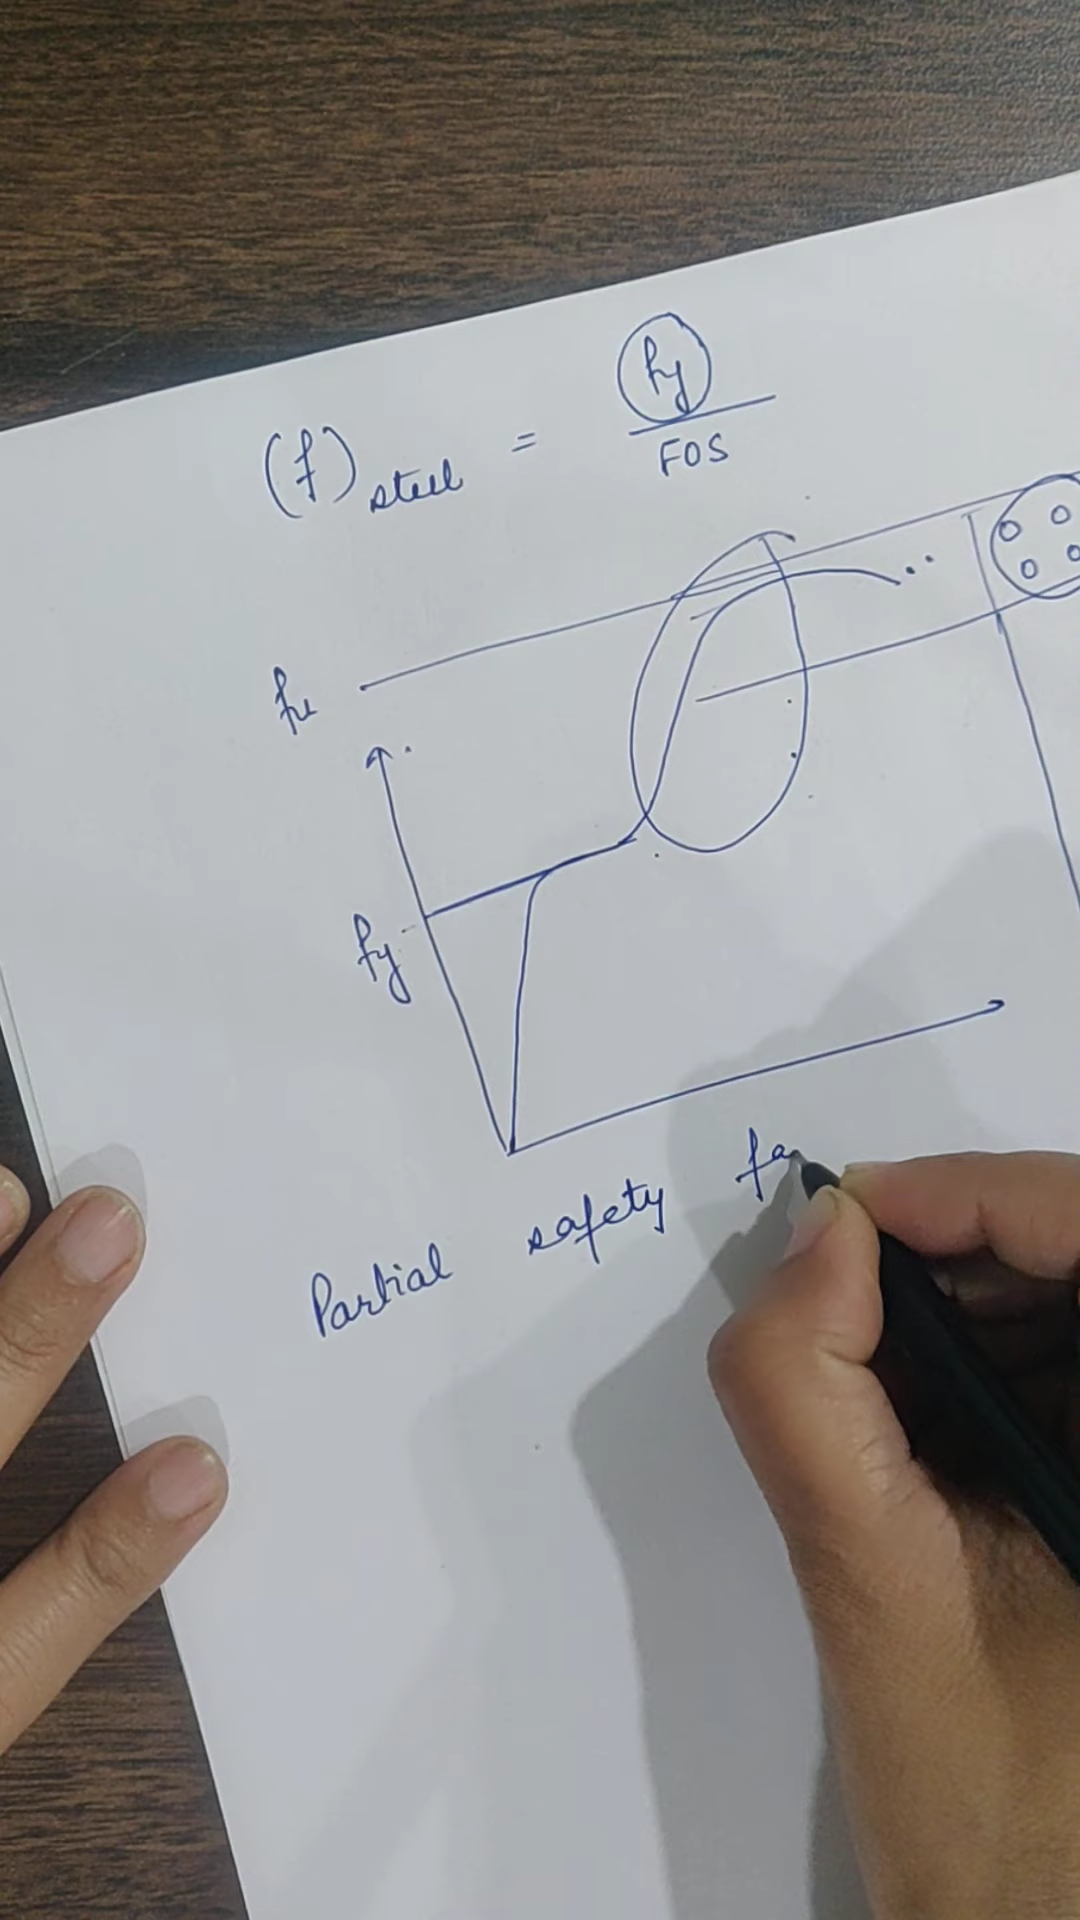 (f) steel = fy
FOS
fu
fy
Partial safety fa